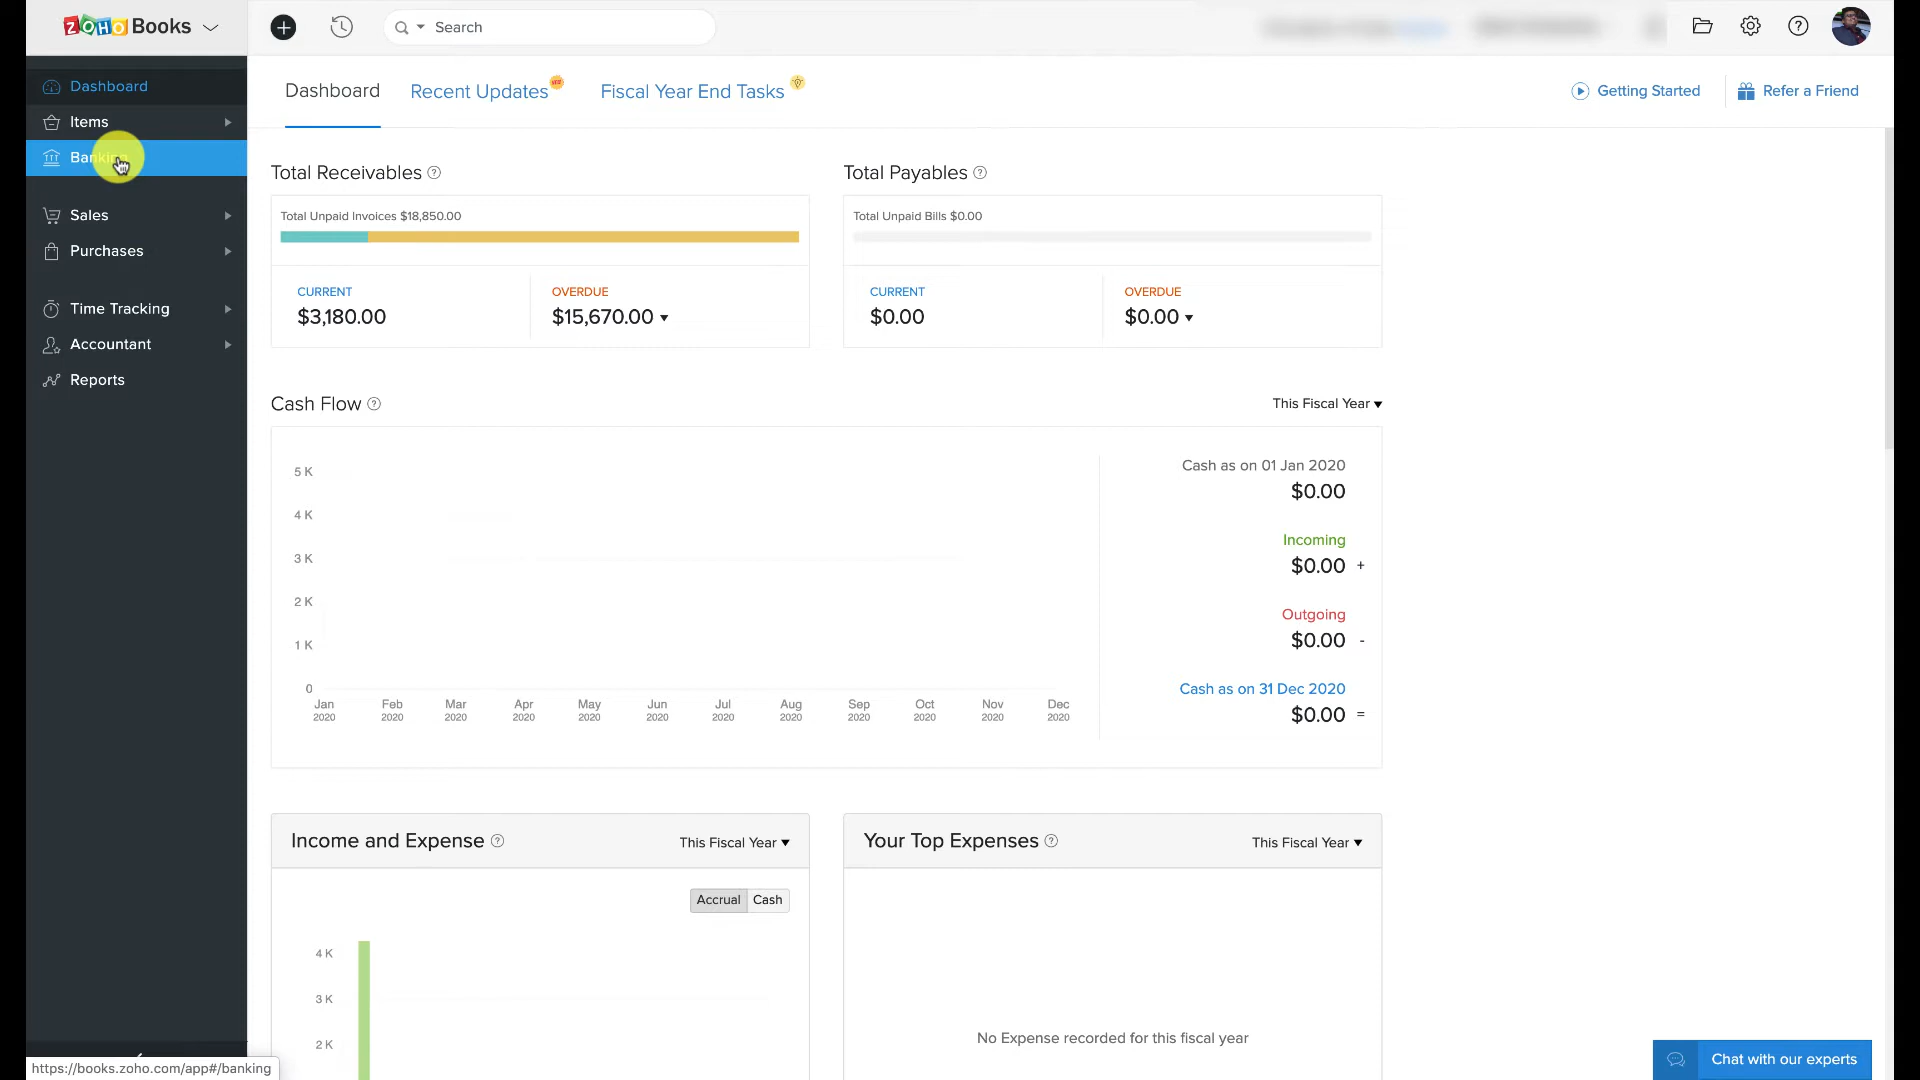 ZOHO Books
Search
Dashboard
Items
Banking
Sales
Purchases
Time Tracking
Accountant
Reports
Dashboard
Recent Updates
Fiscal Year End Tasks
Getting Started
Refer a Friend
Total Receivables
Total Unpaid Invoices $18,850.00
CURRENT
$3,180.00
OVERDUE
$15,670.00
Total Payables
Total Unpaid Bills $0.00
CURRENT
$0.00
OVERDUE
$0.00
Cash Flow
This Fiscal Year
5 K
4 K
3 K
2 K
1 K
0
Jan 2020
Feb 2020
Mar 2020
Apr 2020
May 2020
Jun 2020
Jul 2020
Aug 2020
Sep 2020
Oct 2020
Nov 2020
Dec 2020
Cash as on 01 Jan 2020
$0.00
Incoming
$0.00 +
Outgoing
$0.00 -
Cash as on 31 Dec 2020
$0.00 =
Income and Expense
This Fiscal Year
Accrual
Cash
4 K
3 K
2 K
Your Top Expenses
This Fiscal Year
No Expense recorded for this fiscal year
https://books.zoho.com/app#/banking
Chat with our experts